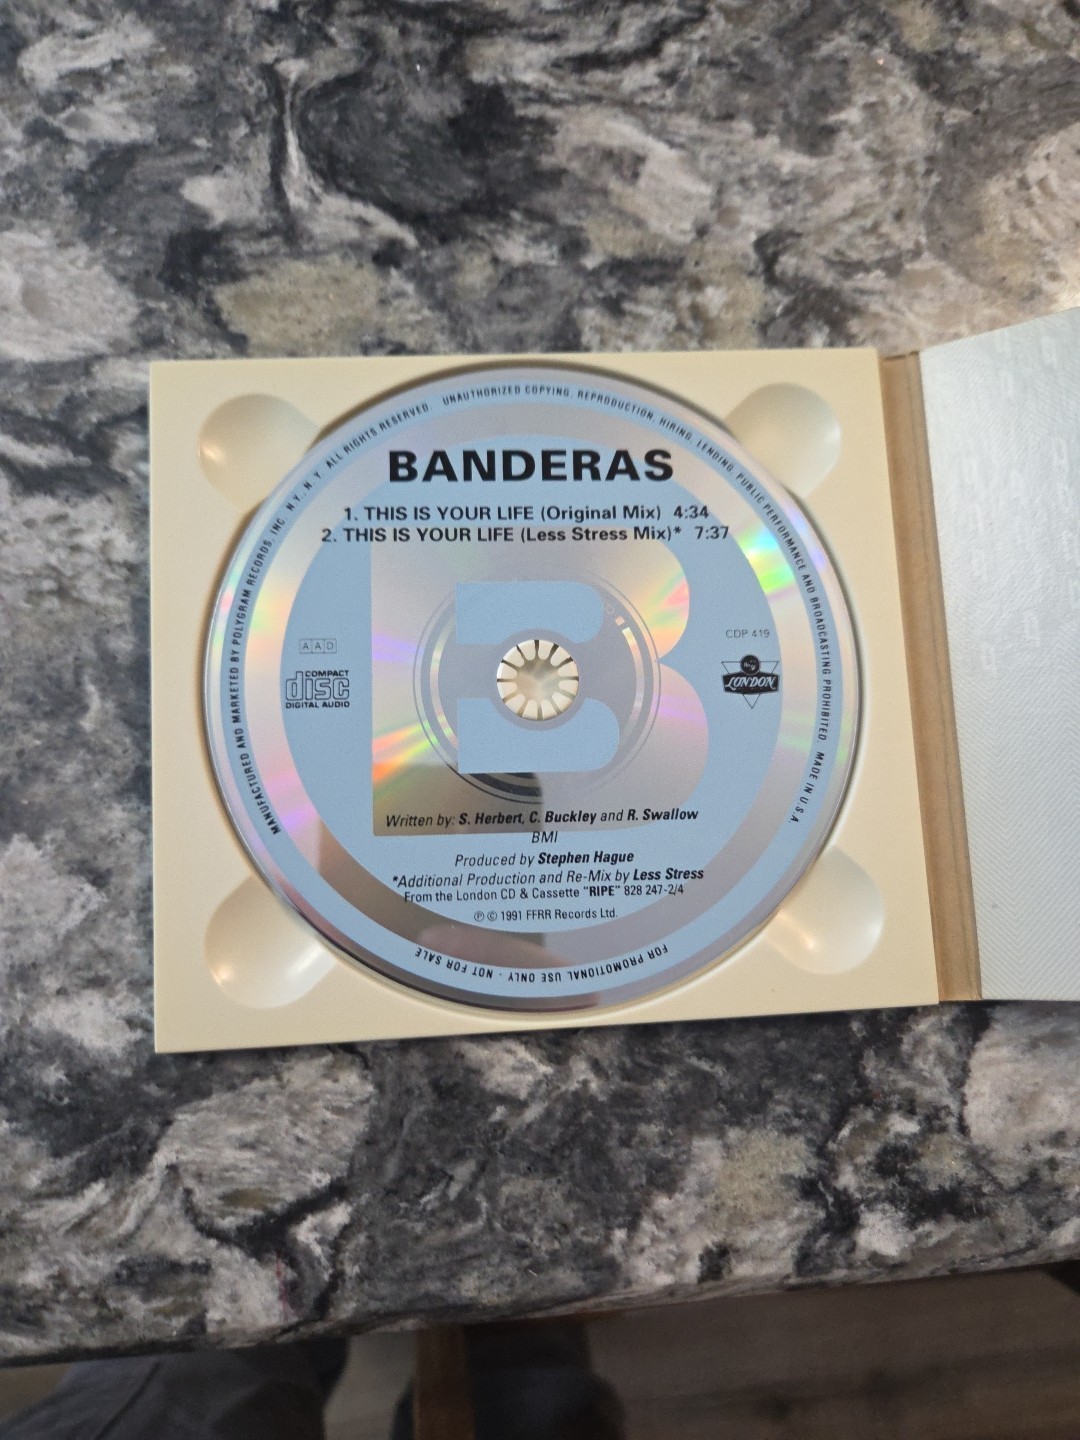 BANDERAS
1. THIS IS YOUR LIFE (Original Mix) 4:34
2. THIS IS YOUR LIFE (Less Stress Mix)* 7:37
CDP 419
AAD
COMPACT
disc
DIGITAL AUDIO
LONDON
Written by: S. Herbert, C. Buckley and R. Swallow
BMI
Produced by Stephen Hague
*Additional Production and Re-Mix by Less Stress
From the London CD & Cassette "RIPE" 828 247-2/4
℗ © 1991 FFRR Records Ltd.
MANUFACTURED AND MARKETED BY POLYGRAM RECORDS, INC. N.Y., N.Y. ALL RIGHTS RESERVED. UNAUTHORIZED COPYING, REPRODUCTION, HIRING, LENDING, PUBLIC PERFORMANCE AND BROADCASTING PROHIBITED. MADE IN U.S.A.
FOR PROMOTIONAL USE ONLY · NOT FOR SALE